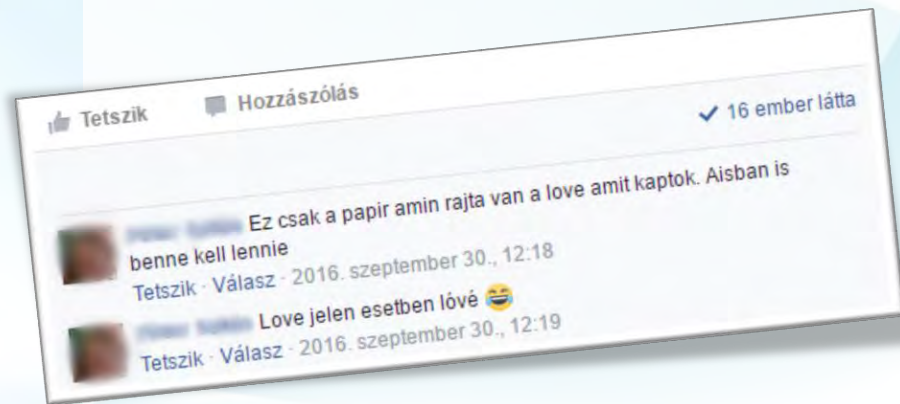 Tetszik Hozzászólás
16 ember látta
Ez csak a papir amin rajta van a love amit kaptok. Aisban is
benne kell lennie
Tetszik · Válasz · 2016. szeptember 30., 12:18
Love jelen esetben lóvé 😂
Tetszik · Válasz · 2016. szeptember 30., 12:19